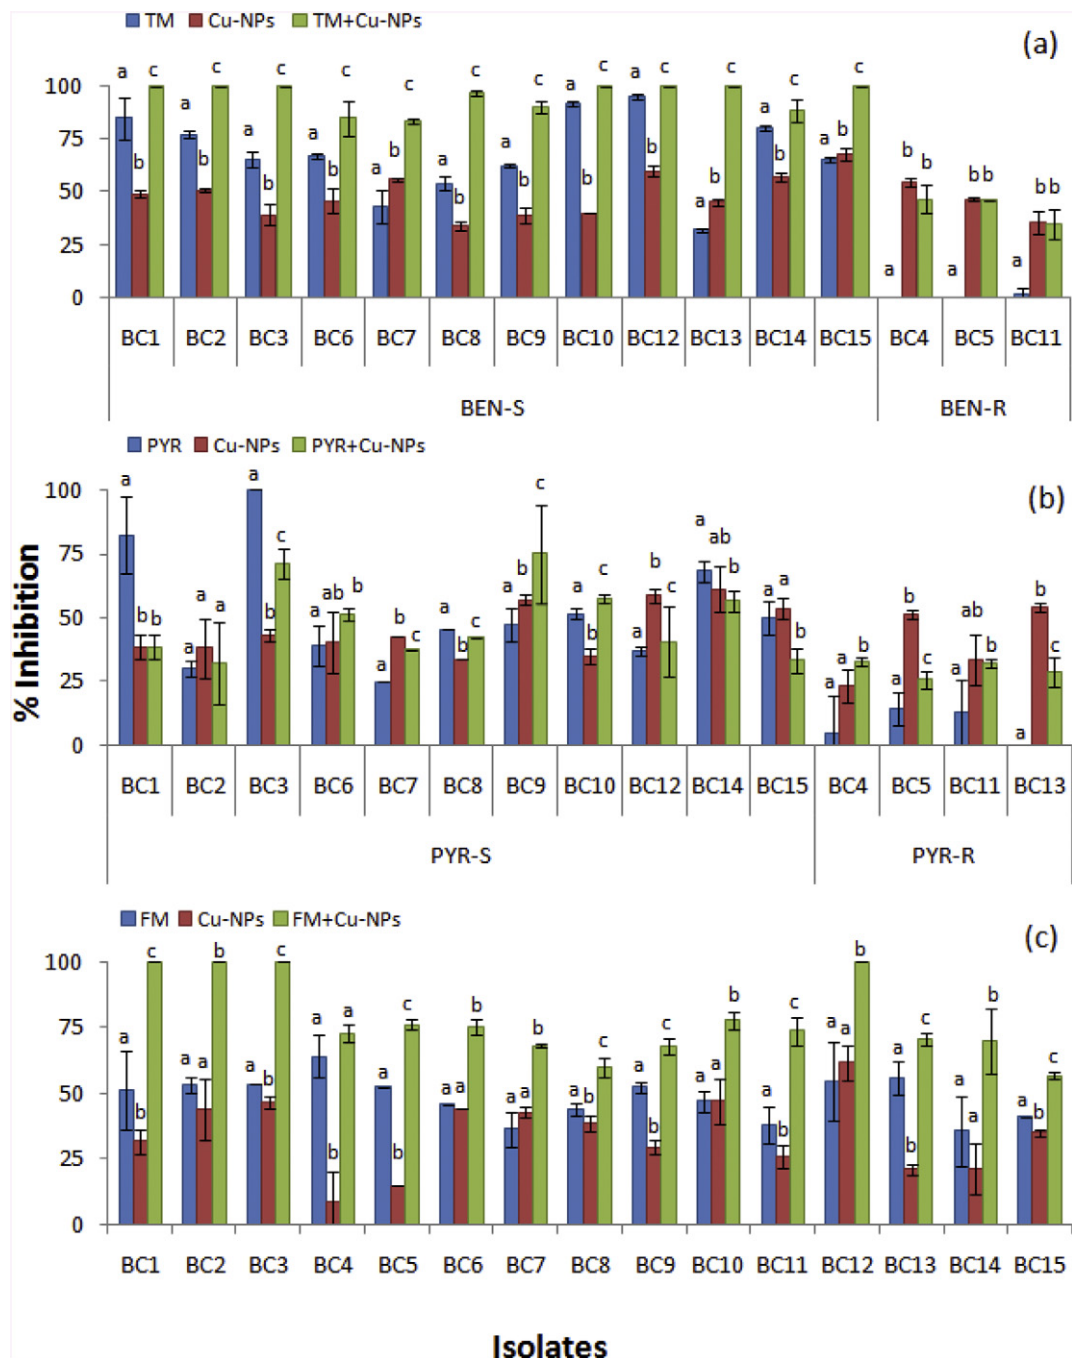 TM Cu-NPs TM+Cu-NPs
(a)
a c a c a c a c a c a c a c a c a c a c a c a c
b b b b b b b b b b b b b b b b b b
a a a
100
75
50
25
0
BC1 BC2 BC3 BC6 BC7 BC8 BC9 BC10 BC12 BC13 BC14 BC15 BC4 BC5 BC11
BEN-S BEN-R
PYR Cu-NPs PYR+Cu-NPs
(b)
a b b a a a a b c a ab b a b c a b c a b c a b c a b c a ab b a a b a a b a b c a ab b a b c
100
75
50
25
0
BC1 BC2 BC3 BC6 BC7 BC8 BC9 BC10 BC12 BC14 BC15 BC4 BC5 BC11 BC13
PYR-S PYR-R
% Inhibition
FM Cu-NPs FM+Cu-NPs
(c)
a b c a a b a b c a b a a b c a a b a a b a b c a b c a a b a b c a a b a b c a a b a b c
100
75
50
25
0
BC1 BC2 BC3 BC4 BC5 BC6 BC7 BC8 BC9 BC10 BC11 BC12 BC13 BC14 BC15
Isolates